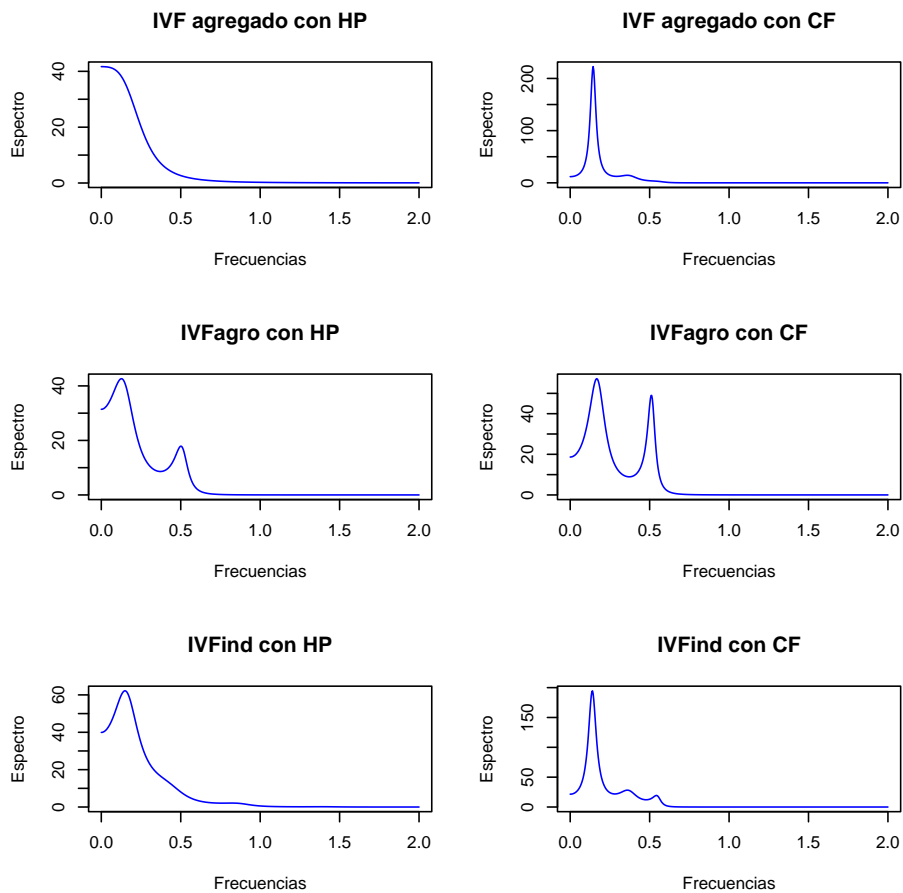 IVF agregado con HP
Espectro
0 20 40
0.0 0.5 1.0 1.5 2.0
Frecuencias
IVF agregado con CF
Espectro
0 100 200
0.0 0.5 1.0 1.5 2.0
Frecuencias
IVFagro con HP
Espectro
0 20 40
0.0 0.5 1.0 1.5 2.0
Frecuencias
IVFagro con CF
Espectro
0 20 40
0.0 0.5 1.0 1.5 2.0
Frecuencias
IVFind con HP
Espectro
0 20 40 60
0.0 0.5 1.0 1.5 2.0
Frecuencias
IVFind con CF
Espectro
0 50 150
0.0 0.5 1.0 1.5 2.0
Frecuencias